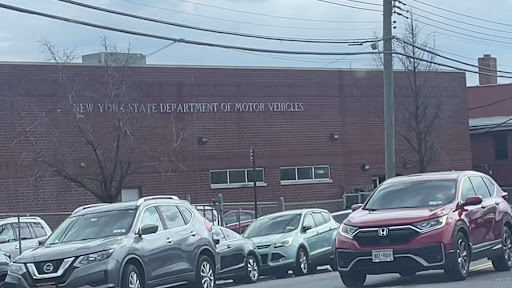 NEW YORK STATE DEPARTMENT OF MOTOR VEHICLES